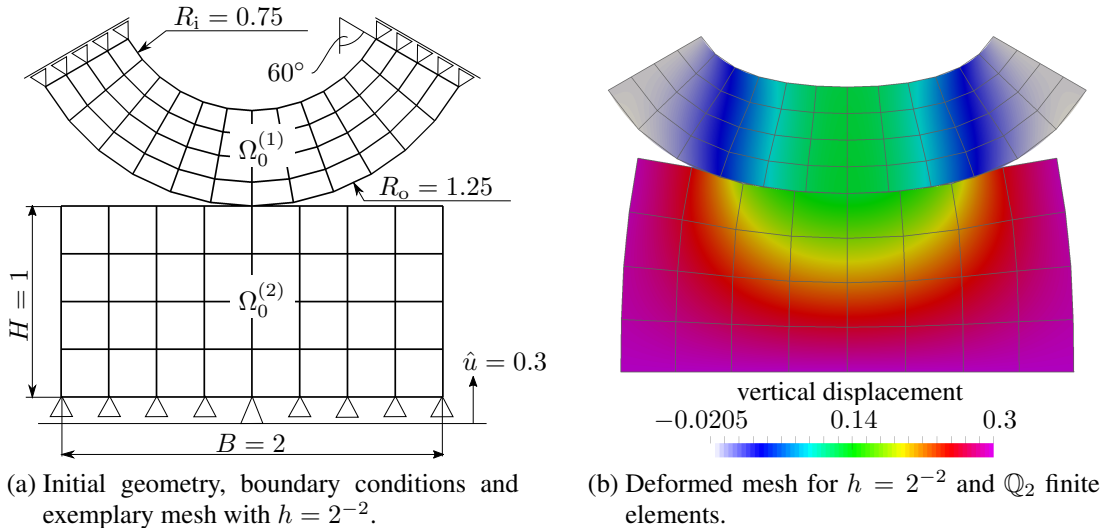 R_i = 0.75
60°
Ω_0^(1)
R_o = 1.25
H = 1
Ω_0^(2)
û = 0.3
B = 2
(a) Initial geometry, boundary conditions and
exemplary mesh with h = 2^−2.
vertical displacement
−0.0205 0.14 0.3
(b) Deformed mesh for h = 2^−2 and ℚ_2 finite
elements.